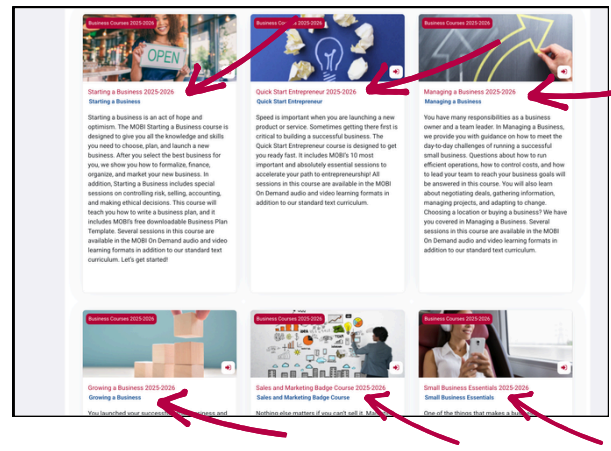 Business Courses 2025-2026
OPEN
Starting a Business 2025-2026
Starting a Business
Starting a business is an act of hope and
optimism. The MOBI Starting a Business course is
designed to give you all the knowledge and skills
you need to choose, plan, and launch a new
business. After you select the best business for
you, we show you how to formalize, finance,
organize, and market your new business. In
addition, Starting a Business includes special
sessions on controlling risk, selling, accounting,
and making ethical decisions. This course will
teach you how to write a business plan, and it
includes MOBI's free downloadable Business Plan
Template. Several sessions in this course are
available in the MOBI On Demand audio and video
learning formats in addition to our standard text
curriculum. Let's get started!
Business 2025-2026
Quick Start Entrepreneur 2025-2026
Quick Start Entrepreneur
Speed is important when you are launching a new
product or service. Sometimes getting there first is
critical to building a successful business. The
Quick Start Entrepreneur course is designed to get
you ready fast. It includes MOBI's 10 most
important and absolutely essential sessions to
accelerate your path to entrepreneurship! All
sessions in this course are available in the MOBI
On Demand audio and video learning formats in
addition to our standard text curriculum.
Business Courses 2025-2026
Managing a Business 2025-2026
Managing a Business
You have many responsibilities as a business
owner and a team leader. In Managing a Business,
we provide you with guidance on how to meet the
day-to-day challenges of running a successful
small business. Questions about how to run
efficient operations, how to control costs, and how
to lead your team to reach your business goals will
be answered in this course. You will also learn
about negotiating deals, gathering information,
managing projects, and adapting to change.
Choosing a location or buying a business? We have
you covered in Managing a Business. Several
sessions in this course are available in the MOBI
On Demand audio and video learning formats in
addition to our standard text curriculum.
Business Courses 2025-2026
Growing a Business 2025-2026
Growing a Business
You launched your business and
Business Courses 2025-2026
Sales and Marketing Badge Course 2025-2026
Sales and Marketing Badge Course
Nothing else matters if you can't sell it.
Business Courses 2025-2026
Small Business Essentials 2025-2026
Small Business Essentials
One of the things that makes a